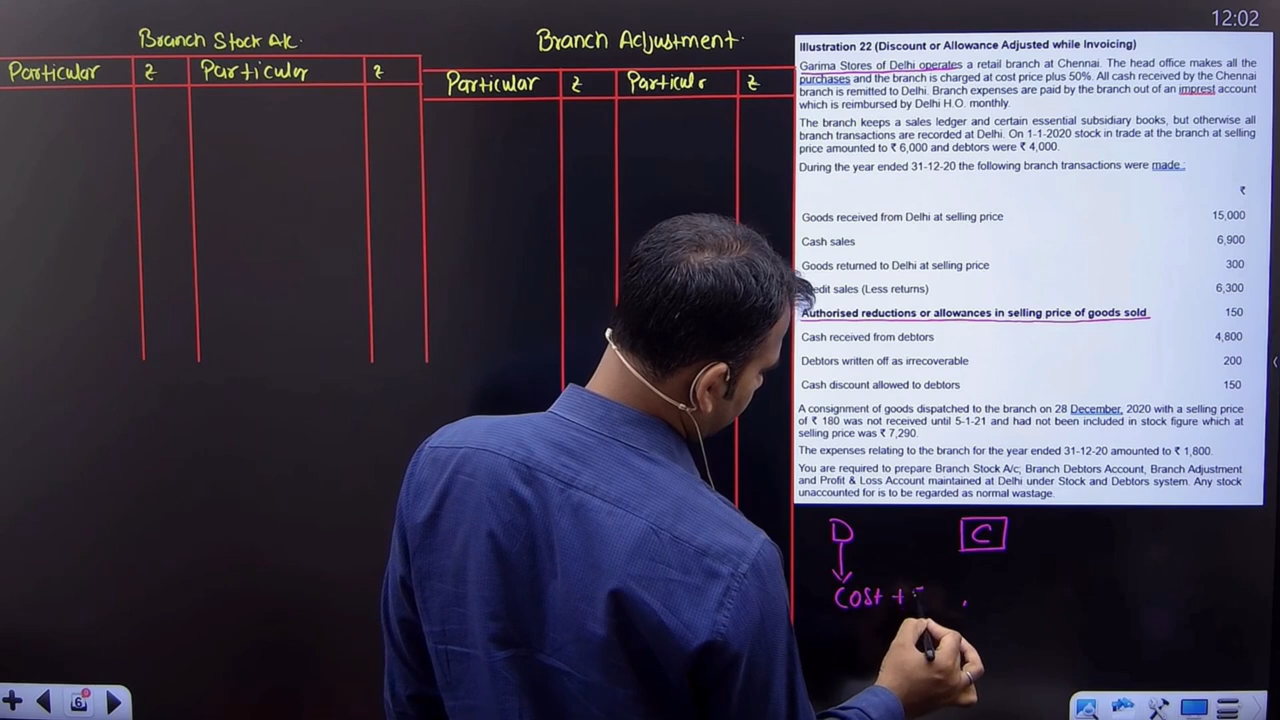 12:02
Branch Stock A/c.
Branch Adjustment.
Particular ₹ Particular ₹
Particular ₹ Particular ₹
Illustration 22 (Discount or Allowance Adjusted while Invoicing)
Garima Stores of Delhi operates a retail branch at Chennai. The head office makes all the
purchases and the branch is charged at cost price plus 50%. All cash received by the Chennai
branch is remitted to Delhi. Branch expenses are paid by the branch out of an imprest account
which is reimbursed by Delhi H.O. monthly.
The branch keeps a sales ledger and certain essential subsidiary books, but otherwise all
branch transactions are recorded at Delhi. On 1-1-2020 stock in trade at the branch at selling
price amounted to ₹ 6,000 and debtors were ₹ 4,000.
During the year ended 31-12-20 the following branch transactions were made :
₹
Goods received from Delhi at selling price 15,000
Cash sales 6,900
Goods returned to Delhi at selling price 300
edit sales (Less returns) 6,300
Authorised reductions or allowances in selling price of goods sold 150
Cash received from debtors 4,800
Debtors written off as irrecoverable 200
Cash discount allowed to debtors 150
A consignment of goods dispatched to the branch on 28 December, 2020 with a selling price
of ₹ 180 was not received until 5-1-21 and had not been included in stock figure which at
selling price was ₹ 7,290.
The expenses relating to the branch for the year ended 31-12-20 amounted to ₹ 1,800.
You are required to prepare Branch Stock A/c, Branch Debtors Account, Branch Adjustment
and Profit & Loss Account maintained at Delhi under Stock and Debtors system. Any stock
unaccounted for is to be regarded as normal wastage.
D C
Cost +
6